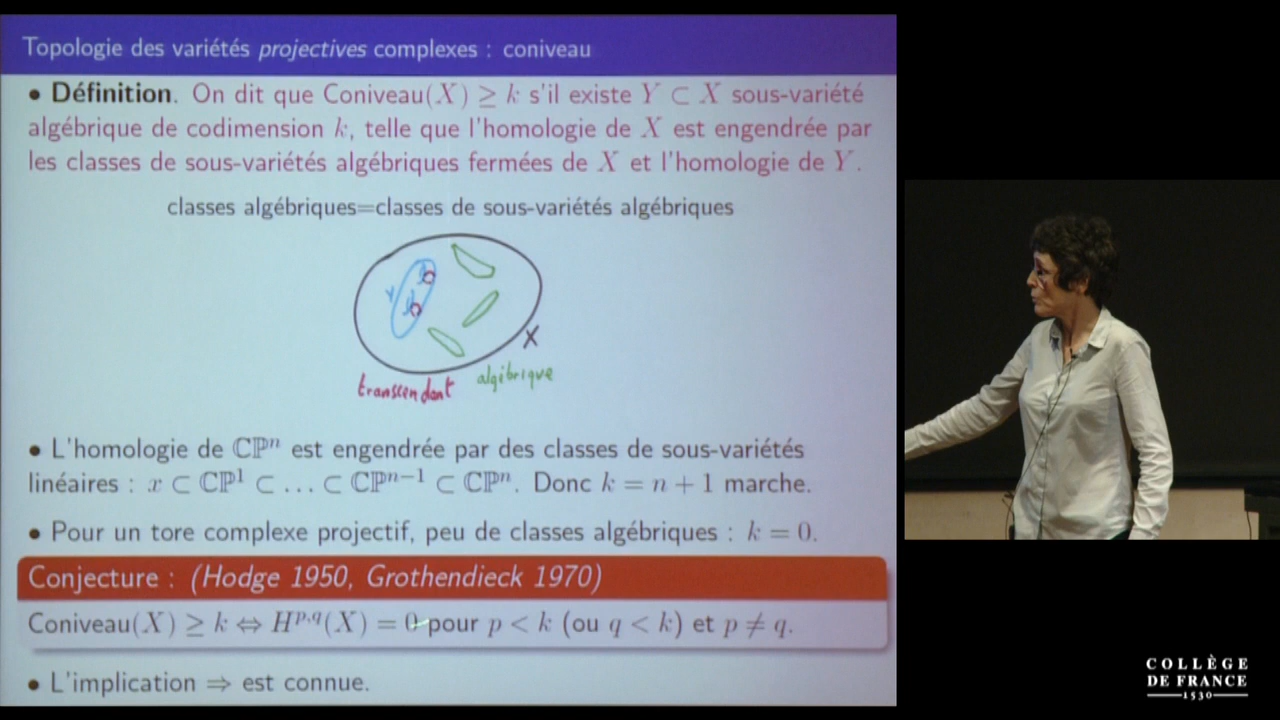 Topologie des variétés projectives complexes : coniveau
• Définition. On dit que Coniveau(X) ≥ k s'il existe Y ⊂ X sous-variété
algébrique de codimension k, telle que l'homologie de X est engendrée par
les classes de sous-variétés algébriques fermées de X et l'homologie de Y.
classes algébriques=classes de sous-variétés algébriques
Y
X
transcendant
algébrique
• L'homologie de ℂℙⁿ est engendrée par des classes de sous-variétés
linéaires : x ⊂ ℂℙ¹ ⊂ … ⊂ ℂℙⁿ⁻¹ ⊂ ℂℙⁿ. Donc k = n + 1 marche.
• Pour un tore complexe projectif, peu de classes algébriques : k = 0.
Conjecture : (Hodge 1950, Grothendieck 1970)
Coniveau(X) ≥ k ⇔ H^{p,q}(X) = 0 pour p < k (ou q < k) et p ≠ q.
• L'implication ⇒ est connue.
COLLÈGE
DE FRANCE
1530